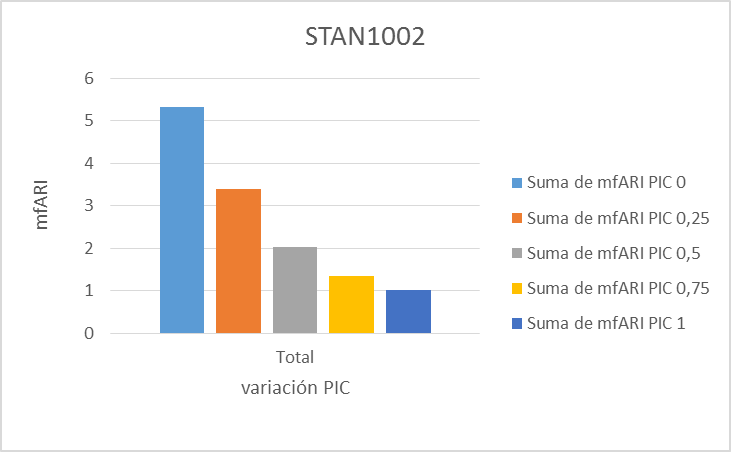 STAN1002
6
5
4
3
2
1
0
mfARI
Total
variación PIC
Suma de mfARI PIC 0
Suma de mfARI PIC 0,25
Suma de mfARI PIC 0,5
Suma de mfARI PIC 0,75
Suma de mfARI PIC 1